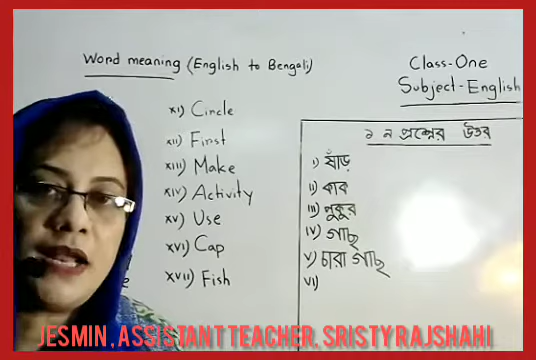 Word meaning (English to Bengali)
Class-One
Subject-English
xi) Circle
xii) First
xiii) Make
xiv) Activity
xv) Use
xvi) Cap
xvii) Fish
১ ন প্রশ্নের উত্তর
i) ষাঁড়
ii) কাক
iii) পুকুর
iv) গাছ
v) চারা গাছ
vi)
JESMIN, ASSISTANT TEACHER. SRISTY RAJSHAHI